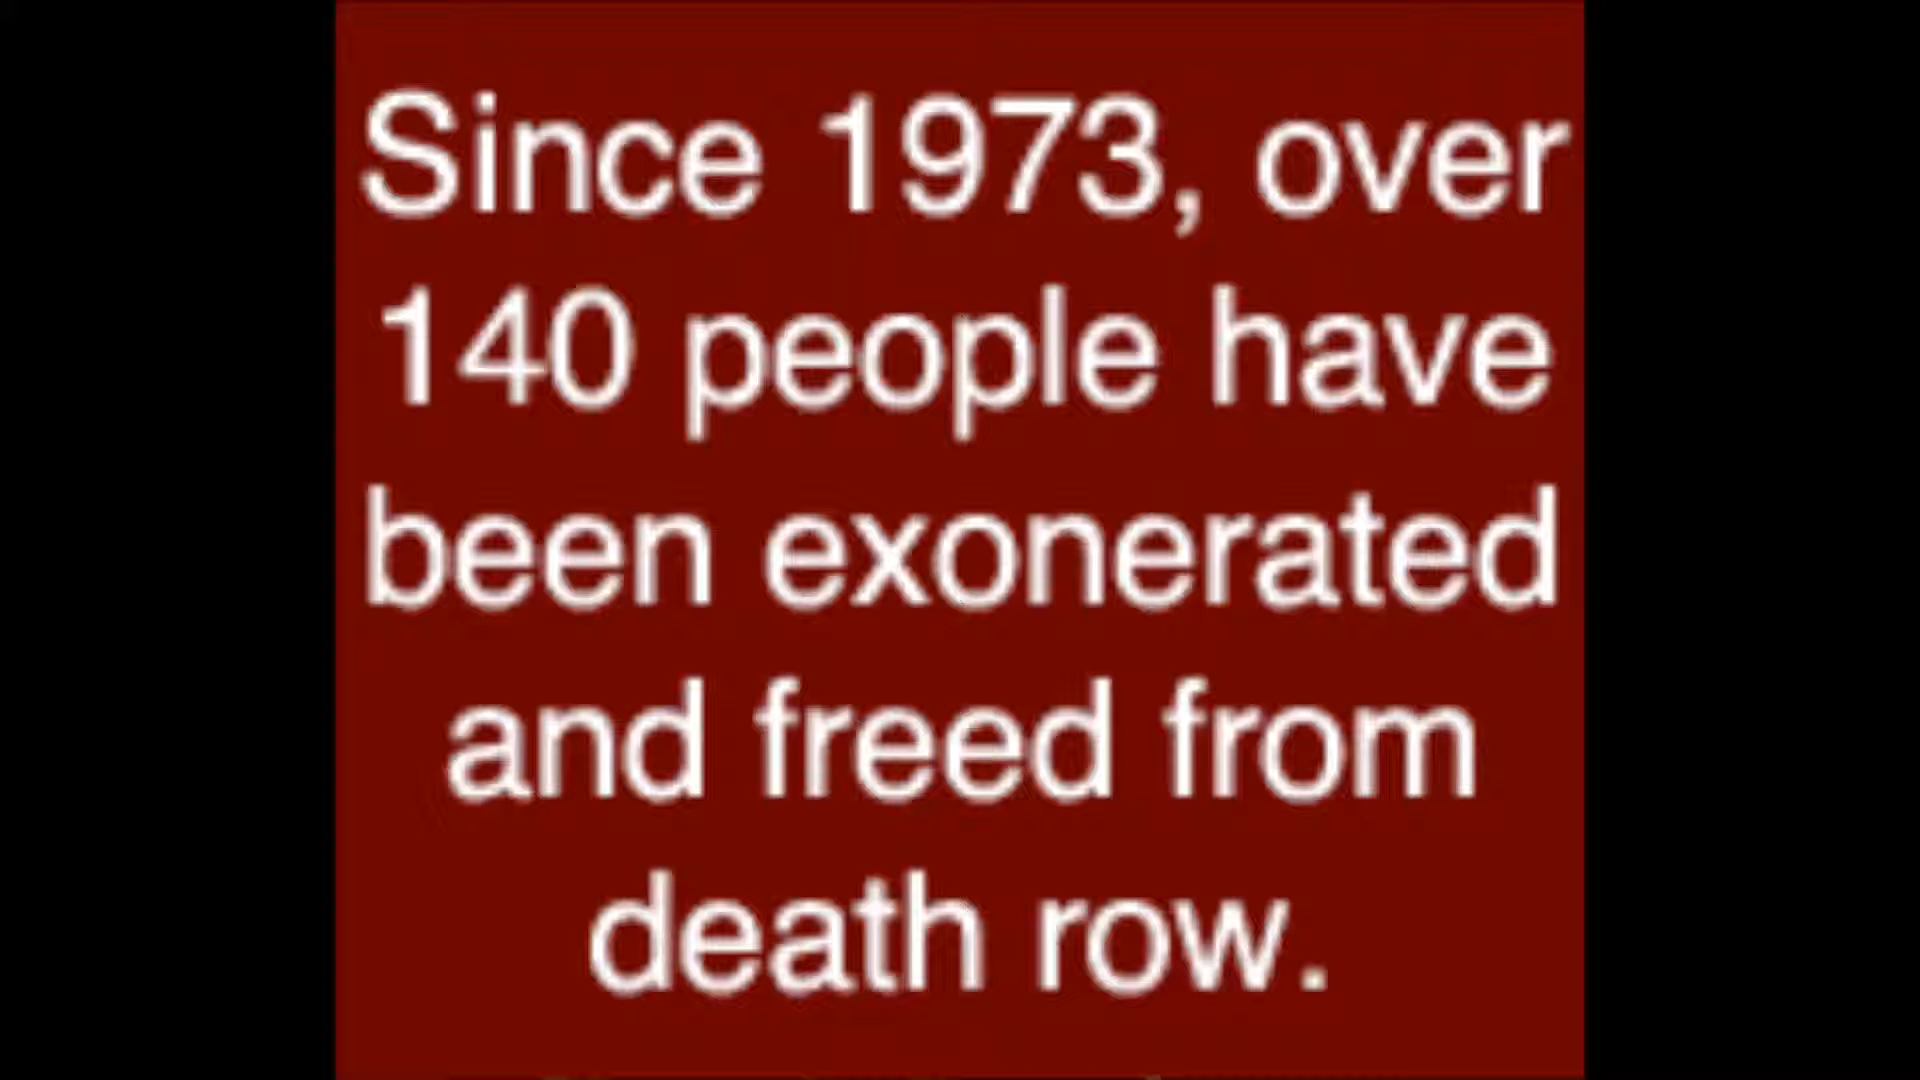 Since 1973, over
140 people have
been exonerated
and freed from
death row.